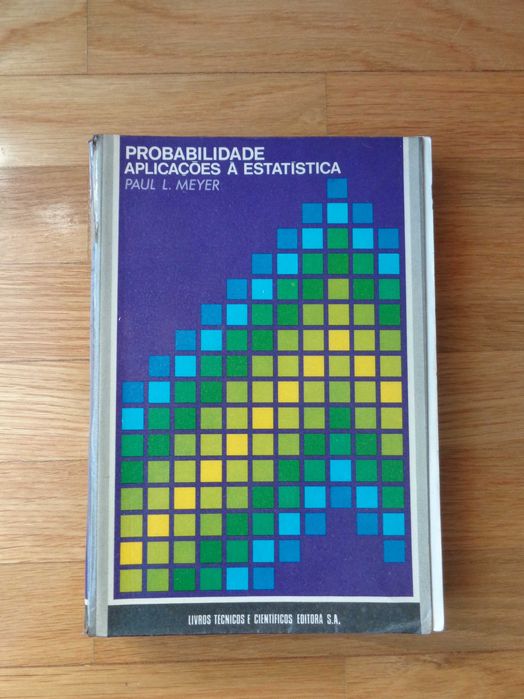 PROBABILIDADE
APLICAÇÕES À ESTATÍSTICA
PAUL L. MEYER
LIVROS TÉCNICOS E CIENTÍFICOS EDITORA S.A.